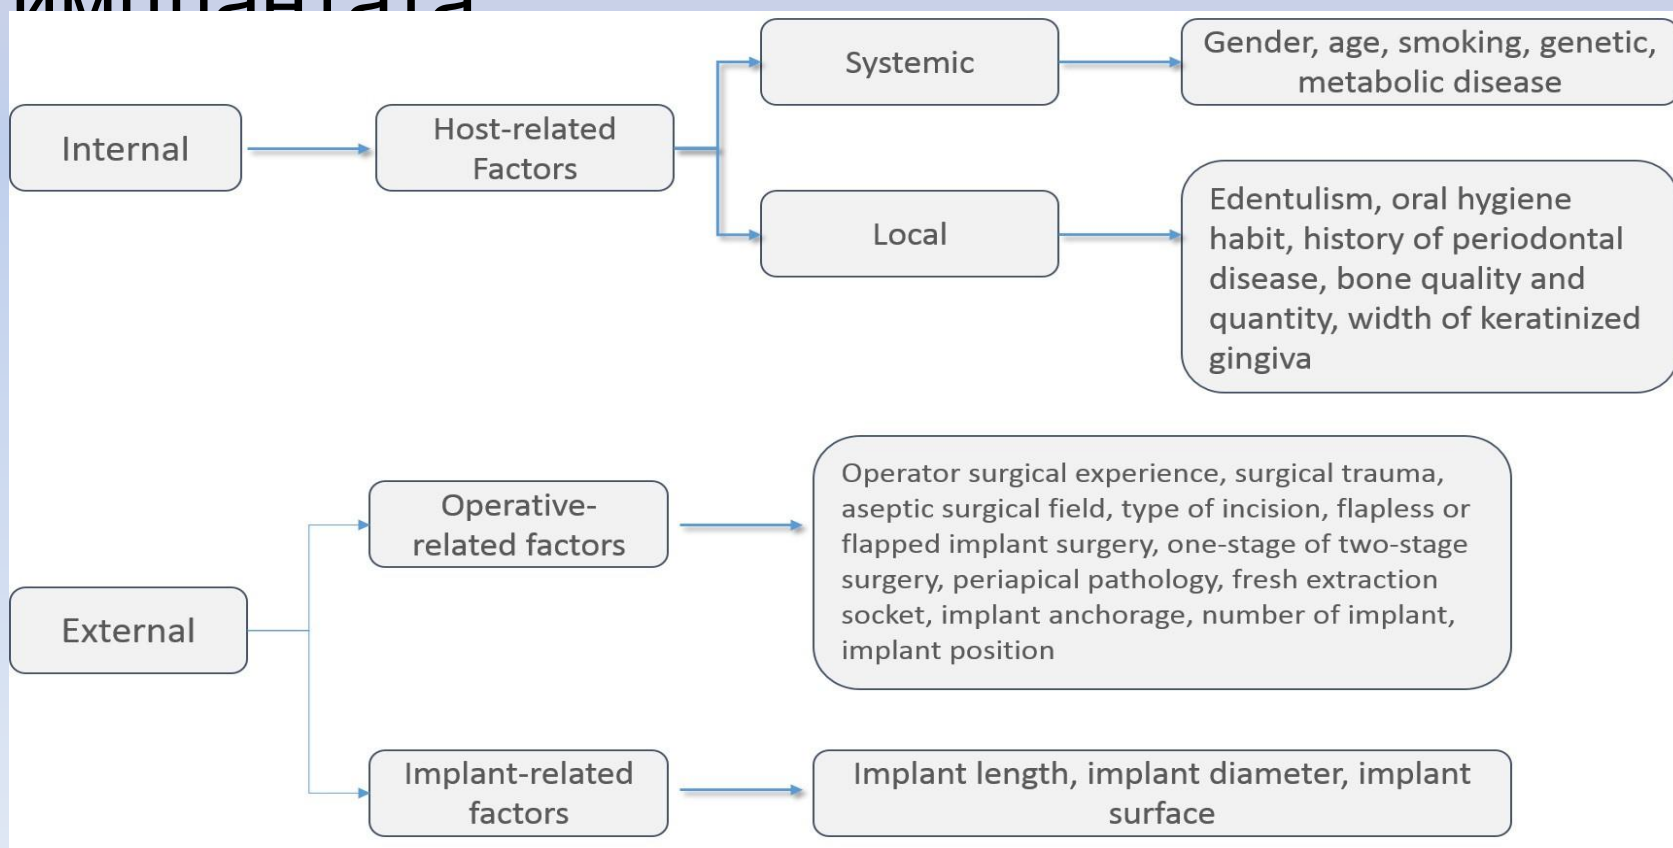 имплантата
Internal
Host-related
Factors
Systemic
Gender, age, smoking, genetic,
metabolic disease
Local
Edentulism, oral hygiene
habit, history of periodontal
disease, bone quality and
quantity, width of keratinized
gingiva
External
Operative-
related factors
Operator surgical experience, surgical trauma,
aseptic surgical field, type of incision, flapless or
flapped implant surgery, one-stage of two-stage
surgery, periapical pathology, fresh extraction
socket, implant anchorage, number of implant,
implant position
Implant-related
factors
Implant length, implant diameter, implant
surface